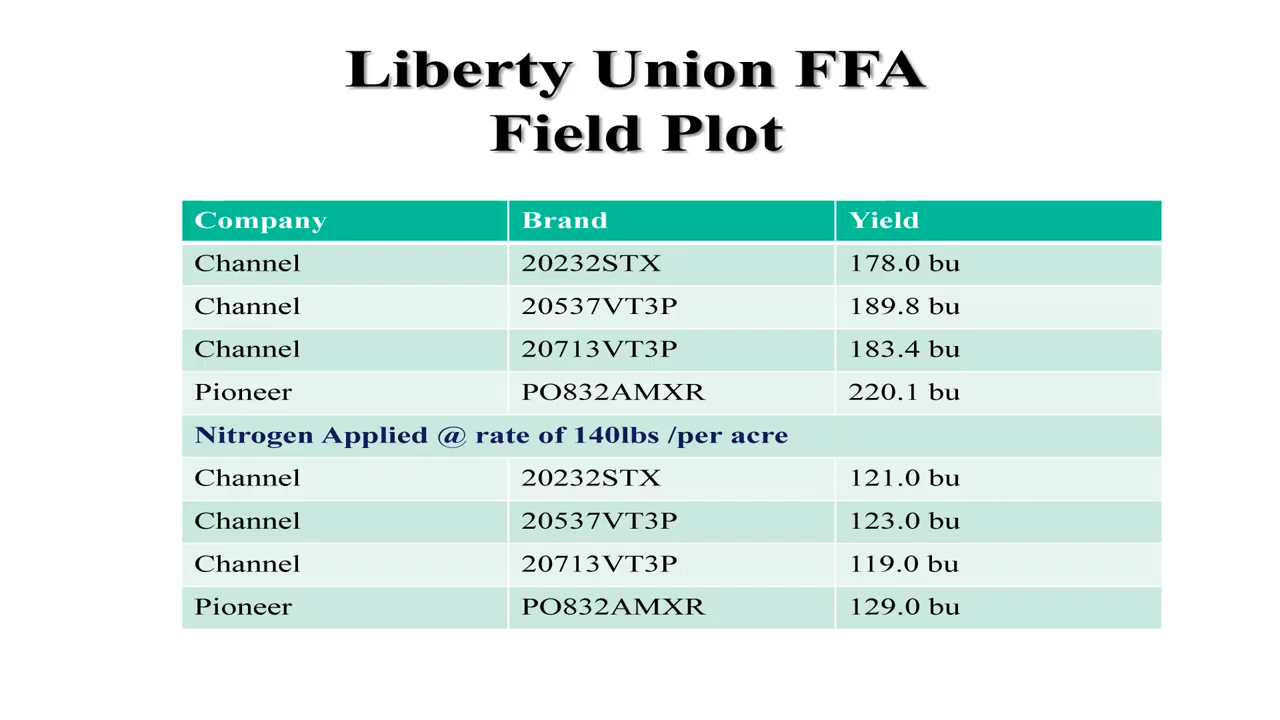 Liberty Union FFA
Field Plot
Company Brand Yield
Channel 20232STX 178.0 bu
Channel 20537VT3P 189.8 bu
Channel 20713VT3P 183.4 bu
Pioneer PO832AMXR 220.1 bu
Nitrogen Applied @ rate of 140lbs /per acre
Channel 20232STX 121.0 bu
Channel 20537VT3P 123.0 bu
Channel 20713VT3P 119.0 bu
Pioneer PO832AMXR 129.0 bu